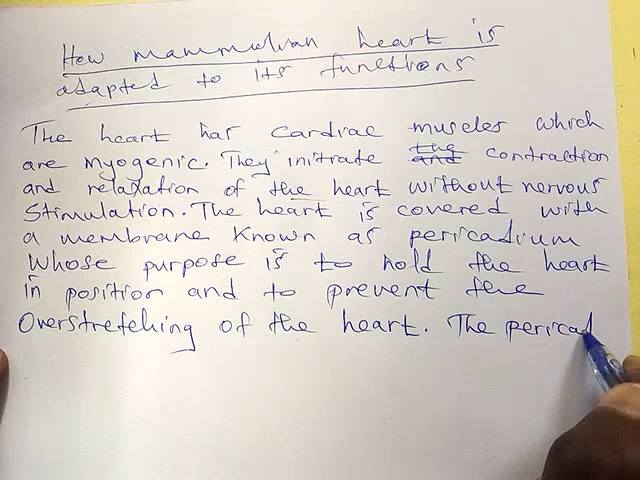 How mammalian heart is
adapted to its functions
The heart has cardiac muscles which
are myogenic. They initrate the contraction
and relaxation of the heart without nervous
stimulation. The heart is covered with
a membrane known as pericadium
whose purpose is to hold the heart
in position and to prevent the
overstretching of the heart. The pericad